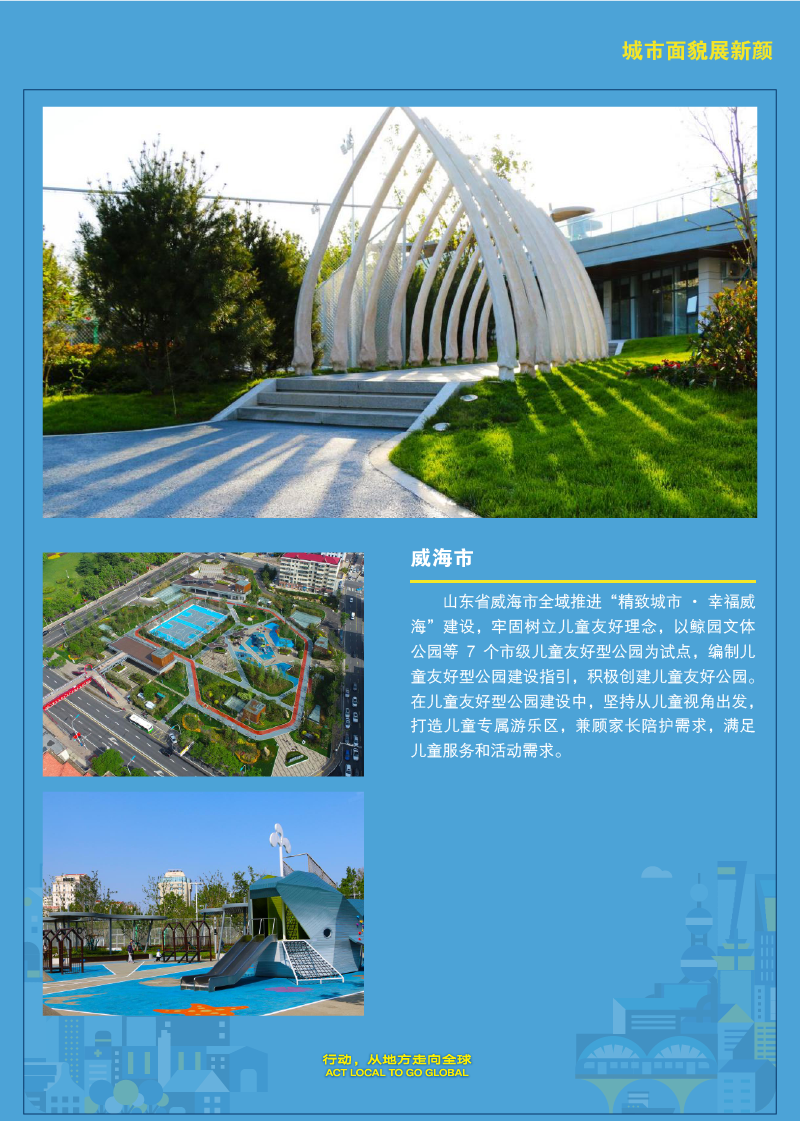 城市面貌展新颜
威海市
山东省威海市全域推进“精致城市 · 幸福威
海”建设，牢固树立儿童友好理念，以鲸园文体
公园等 7 个市级儿童友好型公园为试点，编制儿
童友好型公园建设指引，积极创建儿童友好公园。
在儿童友好型公园建设中，坚持从儿童视角出发，
打造儿童专属游乐区，兼顾家长陪护需求，满足
儿童服务和活动需求。
行动，从地方走向全球
ACT LOCAL TO GO GLOBAL